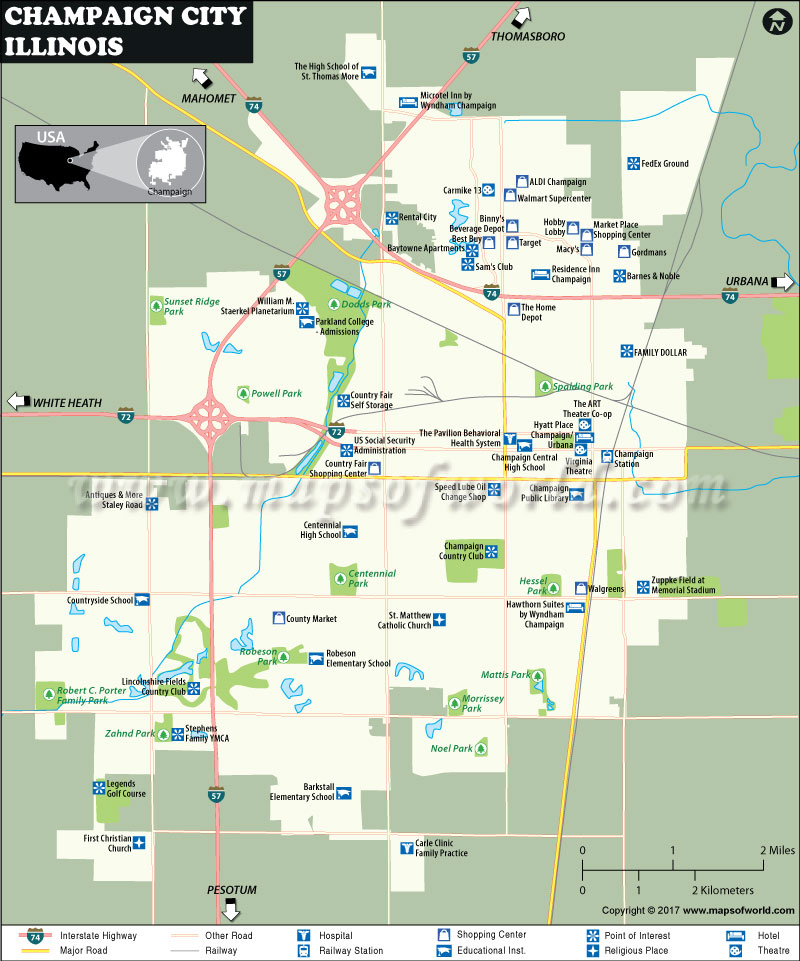 CHAMPAIGN CITY
ILLINOIS
THOMASBORO
N
57
The High School of
St. Thomas More
MAHOMET
74
Microtel Inn by
Wyndham Champaign
USA
Champaign
FedEx Ground
ALDI Champaign
Carmike 13
Walmart Supercenter
Rental City
Binny's
Beverage Depot
Hobby
Lobby
Market Place
Shopping Center
Best Buy
Target
Baytowne Apartments
Macy's
Gordmans
Sam's Club
Residence Inn
Champaign
Barnes & Noble
57
URBANA
74
74
Sunset Ridge
Park
William M.
Staerkel Planetarium
Dodds Park
Parkland College
- Admissions
The Home
Depot
FAMILY DOLLAR
Powell Park
Spalding Park
WHITE HEATH
72
Country Fair
Self Storage
The ART
Theater Co-op
72
The Pavilion Behavioral
Health System
Hyatt Place
Champaign/
Urbana
US Social Security
Administration
Champaign Central
High School
Virginia
Theatre
Champaign
Station
Country Fair
Shopping Center
www.mapsofworld.com
Antiques & More
Staley Road
Speed Lube Oil
Change Shop
Champaign
Public Library
Centennial
High School
Champaign
Country Club
Centennial
Park
Hessel
Park
Walgreens
Zuppke Field at
Memorial Stadium
Countryside School
Hawthorn Suites
by Wyndham
Champaign
County Market
St. Matthew
Catholic Church
Robeson
Park
Robeson
Elementary School
Lincolnshire Fields
Country Club
Mattis Park
Robert C. Porter
Family Park
Morrissey
Park
Zahnd Park
Stephens
Family YMCA
Noel Park
Legends
Golf Course
57
Barkstall
Elementary School
First Christian
Church
Carle Clinic
Family Practice
0 1 2 Miles
0 1 2 Kilometers
PESOTUM
Copyright © 2017 www.mapsofworld.com
74 Interstate Highway Other Road Hospital Shopping Center Point of Interest Hotel
Major Road Railway Railway Station Educational Inst. Religious Place Theatre